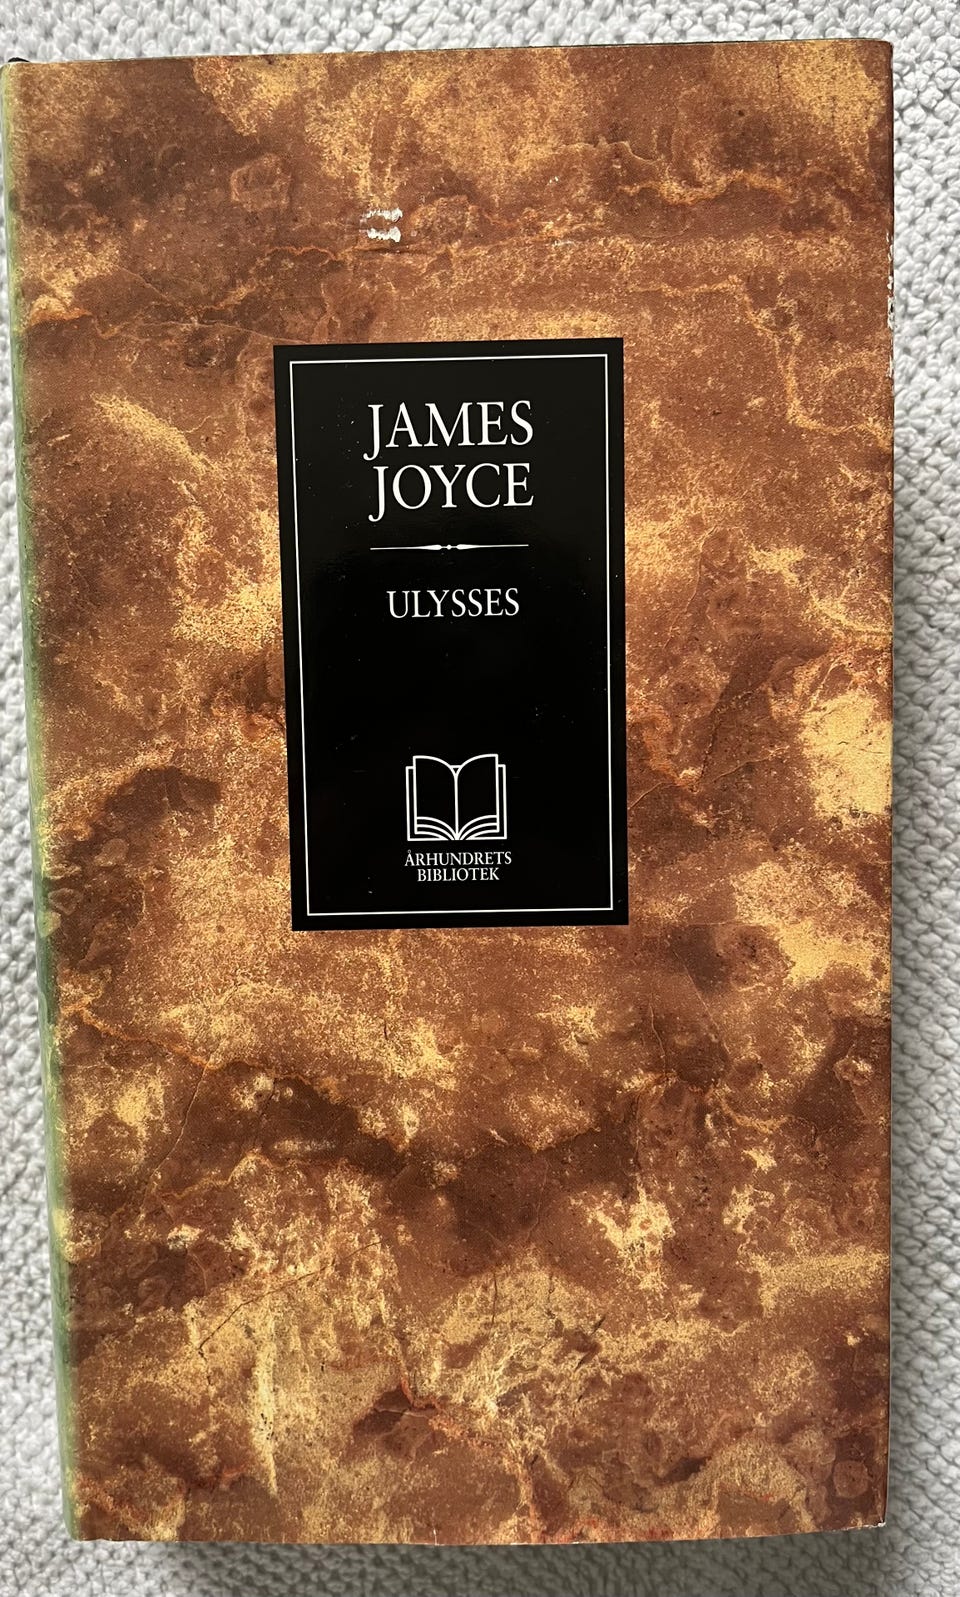 JAMES
JOYCE
ULYSSES
ÅRHUNDRETS
BIBLIOTEK